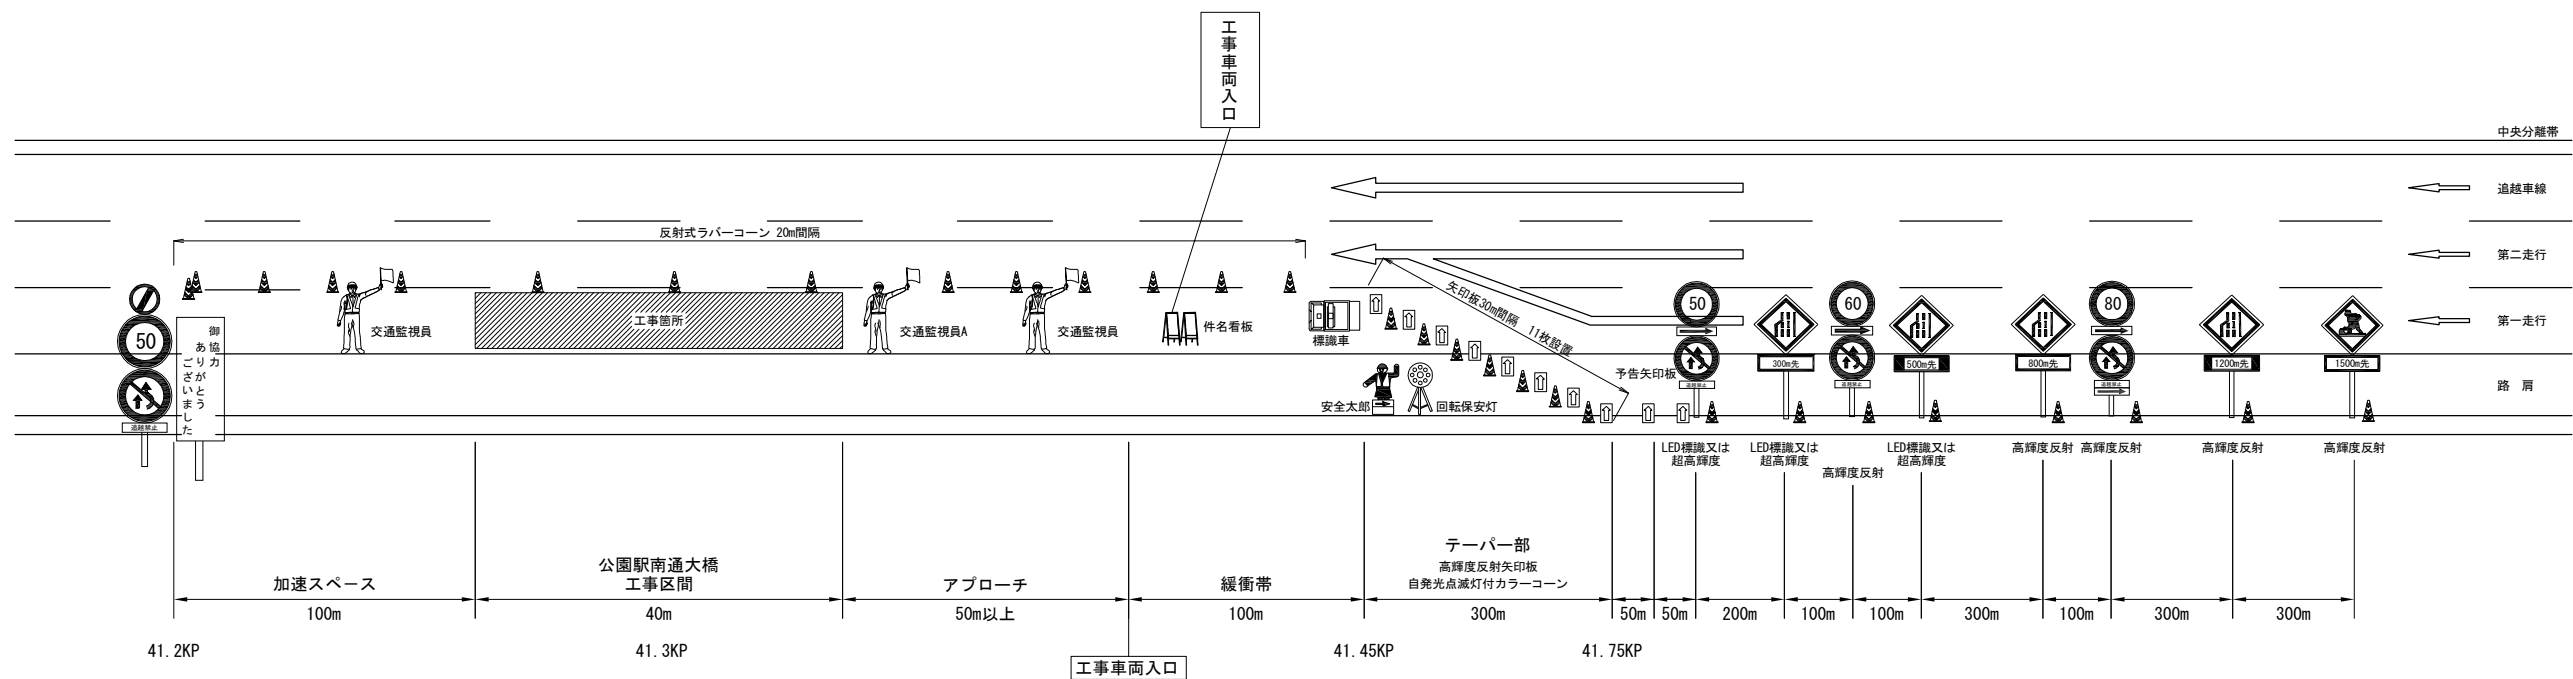 工事車両入口
中央分離帯
追越車線
反射式ラバーコーン 20m間隔
第二走行
矢印板30m間隔 11枚設置
50
60
80
交通監視員
工事箇所
交通監視員A
交通監視員
件名看板
標識車
第一走行
50
御協力
ありがとう
ございました
300m先
500m先
800m先
1200m先
1500m先
予告矢印板
追越禁止
追越禁止
追越禁止
路肩
安全太郎
回転保安灯
追越禁止
LED標識又は
超高輝度
LED標識又は
超高輝度
高輝度反射
LED標識又は
超高輝度
高輝度反射
高輝度反射
高輝度反射
高輝度反射
加速スペース
公園駅南通大橋
工事区間
アプローチ
緩衝帯
テーパー部
高輝度反射矢印板
自発光点滅灯付カラーコーン
100m
40m
50m以上
100m
300m
50m
50m
200m
100m
100m
300m
100m
300m
300m
41.2KP
41.3KP
41.45KP
41.75KP
工事車両入口